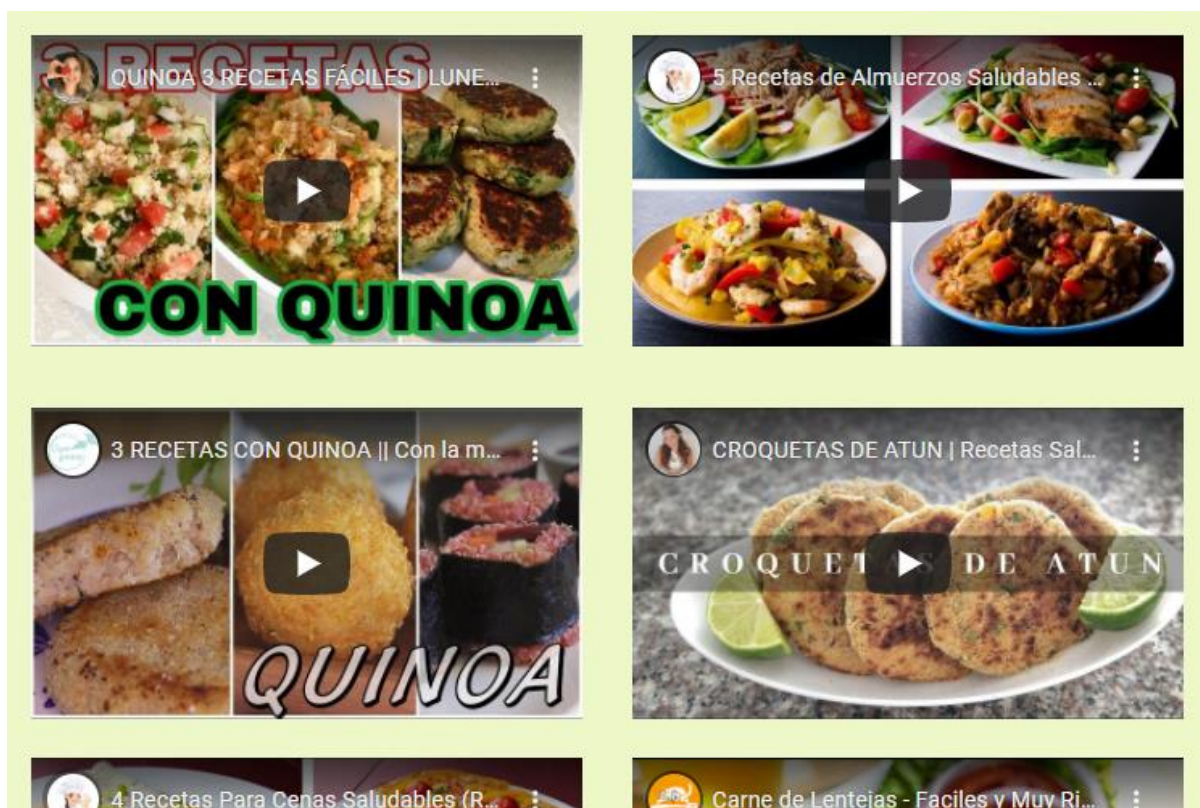 3 RECETAS
QUINOA 3 RECETAS FÁCILES | LUNE...
CON QUINOA
5 Recetas de Almuerzos Saludables ...
3 RECETAS CON QUINOA || Con la m...
QUINOA
CROQUETAS DE ATUN | Recetas Sal...
CROQUETAS DE ATUN
4 Recetas Para Cenas Saludables (R...
Carne de Lentejas - Faciles y Muy Ri...